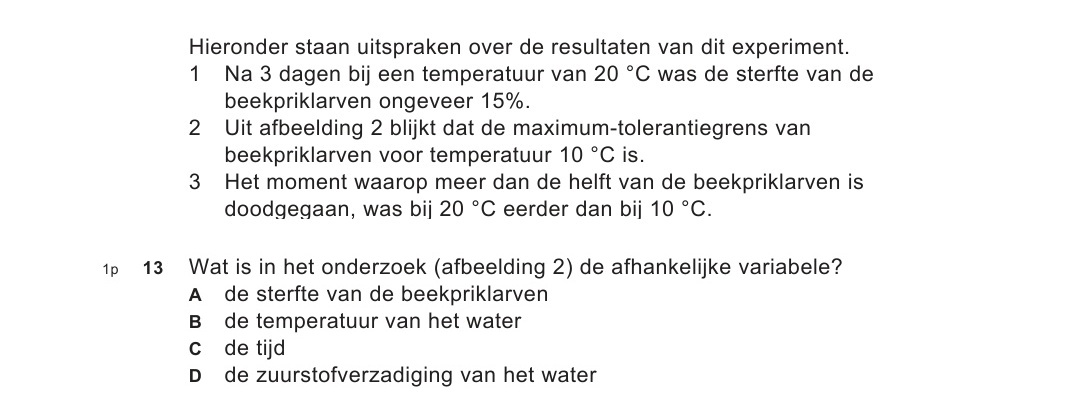 Hieronder staan uitspraken over de resultaten van dit experiment.
1 Na 3 dagen bij een temperatuur van 20 °C was de sterfte van de
beekpriklarven ongeveer 15%.
2 Uit afbeelding 2 blijkt dat de maximum-tolerantiegrens van
beekpriklarven voor temperatuur 10 °C is.
3 Het moment waarop meer dan de helft van de beekpriklarven is
doodgegaan, was bij 20 °C eerder dan bij 10 °C.
1p 13 Wat is in het onderzoek (afbeelding 2) de afhankelijke variabele?
A de sterfte van de beekpriklarven
B de temperatuur van het water
C de tijd
D de zuurstofverzadiging van het water